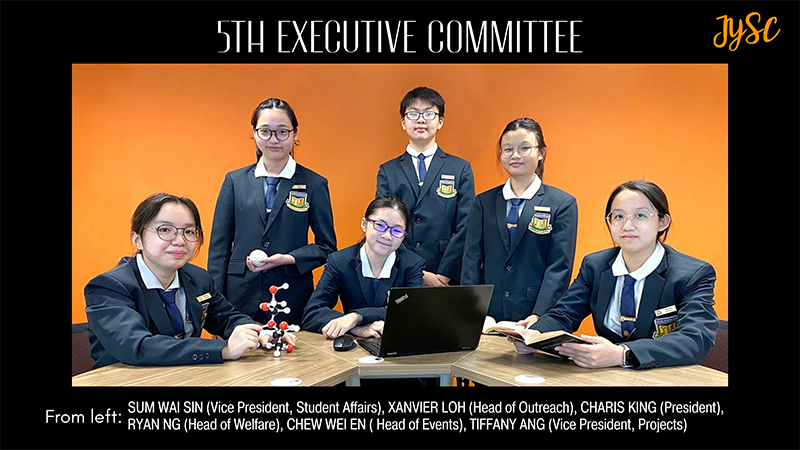 5TH EXECUTIVE COMMITTEE
JYSC
ThinkPad
From left: SUM WAI SIN (Vice President, Student Affairs), XANVIER LOH (Head of Outreach), CHARIS KING (President),
RYAN NG (Head of Welfare), CHEW WEI EN ( Head of Events), TIFFANY ANG (Vice President, Projects)